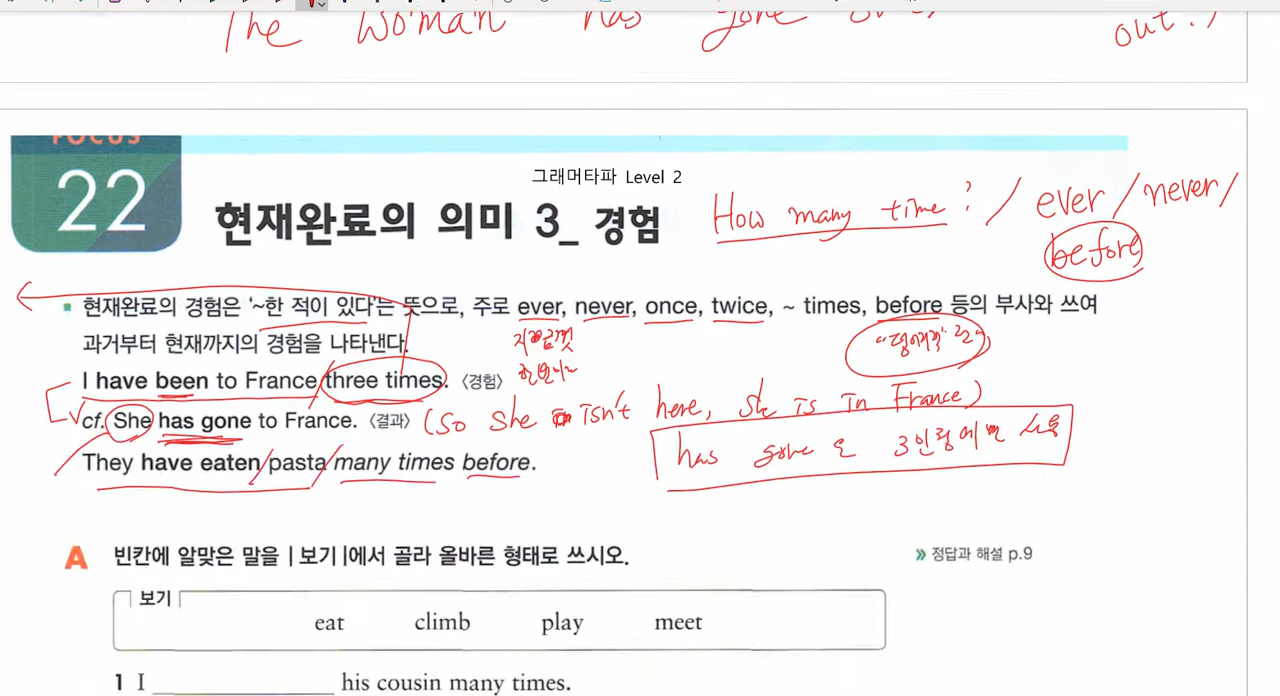 The woman has gone
out.)
FOCUS
22
그래머타파 Level 2
현재완료의 의미 3_ 경험
How many time? / ever / never /
before
현재완료의 경험은 ‘~한 적이 있다’는 뜻으로, 주로 ever, never, once, twice, ~ times, before 등의 부사와 쓰여
과거부터 현재까지의 경험을 나타낸다.
I have been to France three times. 〈경험〉
cf. She has gone to France. 〈결과〉 (So she isn't here, she is in France)
has gone 은 3인칭에만 사용
They have eaten pasta many times before.
A 빈칸에 알맞은 말을 |보기|에서 골라 올바른 형태로 쓰시오.
» 정답과 해설 p.9
보기
eat climb play meet
1 I ________________ his cousin many times.